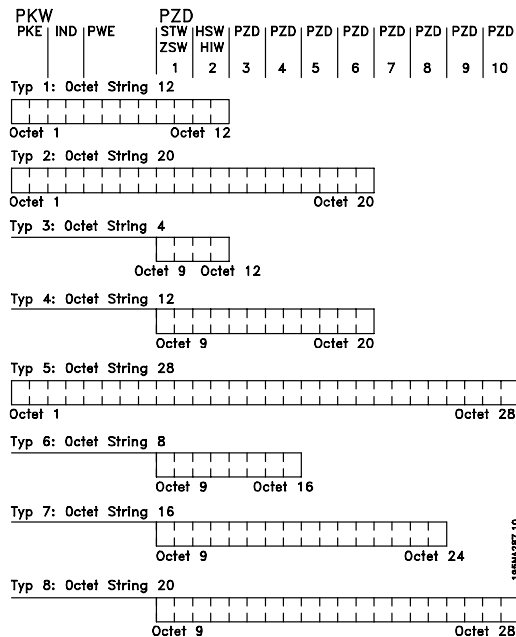 PKW PZD
PKE IND PWE STW HSW PZD PZD PZD PZD PZD PZD PZD PZD
ZSW HIW
1 2 3 4 5 6 7 8 9 10
Typ 1: Octet String 12
Octet 1 Octet 12
Typ 2: Octet String 20
Octet 1 Octet 20
Typ 3: Octet String 4
Octet 9 Octet 12
Typ 4: Octet String 12
Octet 9 Octet 20
Typ 5: Octet String 28
Octet 1 Octet 28
Typ 6: Octet String 8
Octet 9 Octet 16
Typ 7: Octet String 16
Octet 9 Octet 24
Typ 8: Octet String 20
Octet 9 Octet 28
195NA287.10